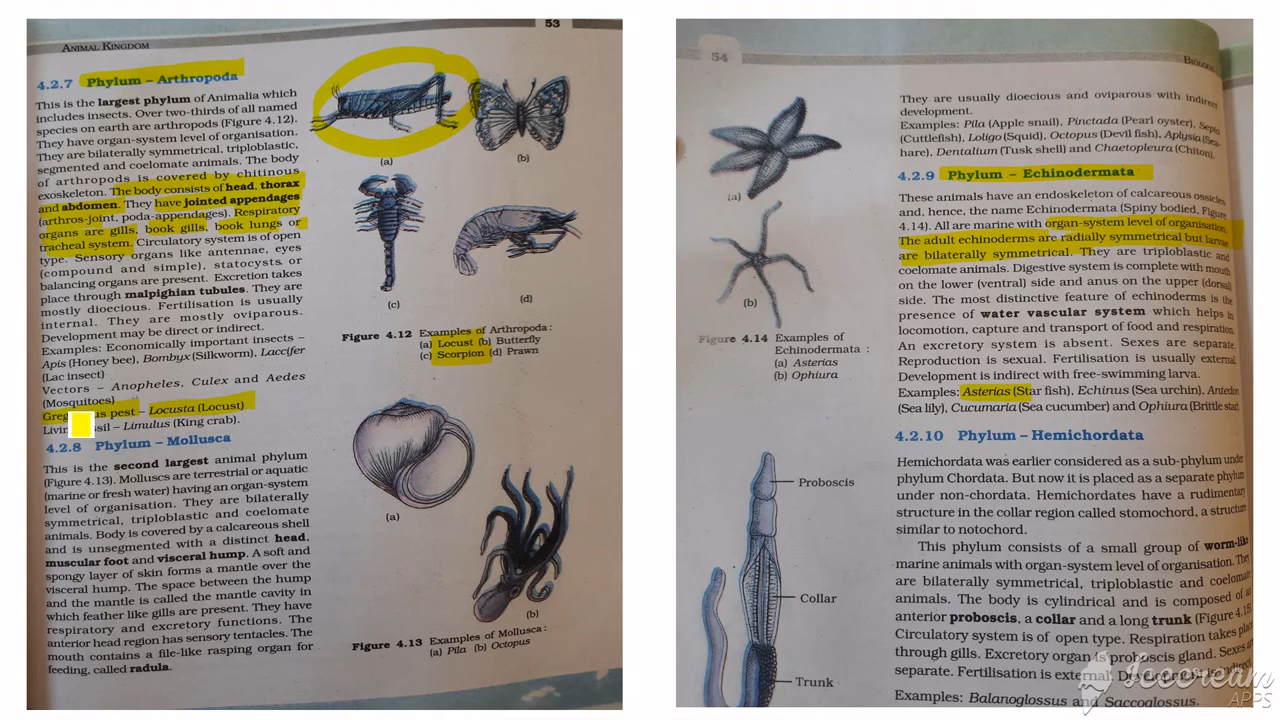 53
ANIMAL KINGDOM
4.2.7 Phylum – Arthropoda
This is the largest phylum of Animalia which
includes insects. Over two-thirds of all named
species on earth are arthropods (Figure 4.12).
They have organ-system level of organisation.
They are bilaterally symmetrical, triploblastic,
segmented and coelomate animals. The body
of arthropods is covered by chitinous
exoskeleton. The body consists of head, thorax
and abdomen. They have jointed appendages
(arthros-joint, poda-appendages). Respiratory
organs are gills, book gills, book lungs or
tracheal system. Circulatory system is of open
type. Sensory organs like antennae, eyes
(compound and simple), statocysts or
balancing organs are present. Excretion takes
place through malpighian tubules. They are
mostly dioecious. Fertilisation is usually
internal. They are mostly oviparous.
Development may be direct or indirect.
Examples: Economically important insects –
Apis (Honey bee), Bombyx (Silkworm), Laccifer
(Lac insect)
Vectors – Anopheles, Culex and Aedes
(Mosquitoes)
pest – Locusta (Locust)
– Limulus (King crab).
(a)
(b)
(c)
(d)
Figure 4.12 Examples of Arthropoda :
(a) Locust (b) Butterfly
(c) Scorpion (d) Prawn
4.2.8 Phylum – Mollusca
This is the second largest animal phylum
(Figure 4.13). Molluscs are terrestrial or aquatic
(marine or fresh water) having an organ-system
level of organisation. They are bilaterally
symmetrical, triploblastic and coelomate
animals. Body is covered by a calcareous shell
and is unsegmented with a distinct head,
muscular foot and visceral hump. A soft and
spongy layer of skin forms a mantle over the
visceral hump. The space between the hump
and the mantle is called the mantle cavity in
which feather like gills are present. They have
respiratory and excretory functions. The
anterior head region has sensory tentacles. The
mouth contains a file-like rasping organ for
feeding, called radula.
(a)
(b)
Figure 4.13 Examples of Mollusca :
(a) Pila (b) Octopus
54
BIOLOGY
They are usually dioecious and oviparous with indirect
development.
Examples: Pila (Apple snail), Pinctada (Pearl oyster), Sepia
(Cuttlefish), Loligo (Squid), Octopus (Devil fish), Aplysia (Sea-
hare), Dentalium (Tusk shell) and Chaetopleura (Chiton).
4.2.9 Phylum – Echinodermata
These animals have an endoskeleton of calcareous ossicles
and, hence, the name Echinodermata (Spiny bodied, Figure
4.14). All are marine with organ-system level of organisation.
The adult echinoderms are radially symmetrical but larvae
are bilaterally symmetrical. They are triploblastic and
coelomate animals. Digestive system is complete with mouth
on the lower (ventral) side and anus on the upper (dorsal)
side. The most distinctive feature of echinoderms is the
presence of water vascular system which helps in
locomotion, capture and transport of food and respiration.
An excretory system is absent. Sexes are separate.
Reproduction is sexual. Fertilisation is usually external.
Development is indirect with free-swimming larva.
Examples: Asterias (Star fish), Echinus (Sea urchin), Antedon
(Sea lily), Cucumaria (Sea cucumber) and Ophiura (Brittle star)
(a)
(b)
Figure 4.14 Examples of
Echinodermata :
(a) Asterias
(b) Ophiura
4.2.10 Phylum – Hemichordata
Hemichordata was earlier considered as a sub-phylum under
phylum Chordata. But now it is placed as a separate phylum
under non-chordata. Hemichordates have a rudimentary
structure in the collar region called stomochord, a structure
similar to notochord.
This phylum consists of a small group of worm-like
marine animals with organ-system level of organisation. They
are bilaterally symmetrical, triploblastic and coelomate
animals. The body is cylindrical and is composed of an
anterior proboscis, a collar and a long trunk (Figure 4.15
Circulatory system is of open type. Respiration takes place
through gills. Excretory organ is proboscis gland. Sexes are
separate. Fertilisation is external. Development is indirect.
Examples: Balanoglossus and Saccoglossus.
Proboscis
Collar
Trunk
Icecream
APPS